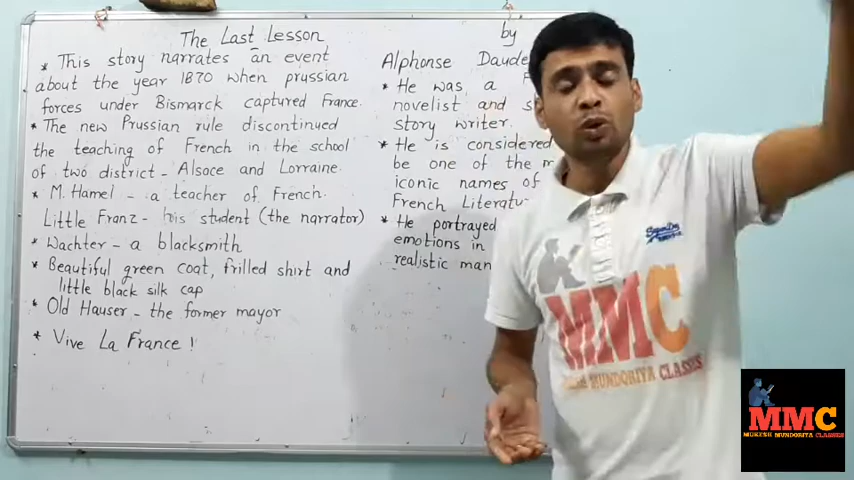 The Last Lesson
by
* This story narrates an event
about the year 1870 when prussian
forces under Bismarck captured France.
* The new Prussian rule discontinued
the teaching of French in the school
of two district - Alsace and Lorraine.
* M. Hamel - a teacher of French.
Little Franz - his student (the narrator)
* Wachter - a blacksmith
* Beautiful green coat, frilled shirt and
little black silk cap
* Old Hauser - the former mayor
* Vive La France !
Alphonse Daude
* He was a F
novelist and s
story writer.
* He is considered
be one of the m
iconic names
French Literatu
* He portrayed
emotions in
realistic man
MMC
MUNDORIYA CLASSES
MMC
MUKESH MUNDORIYA CLASSES